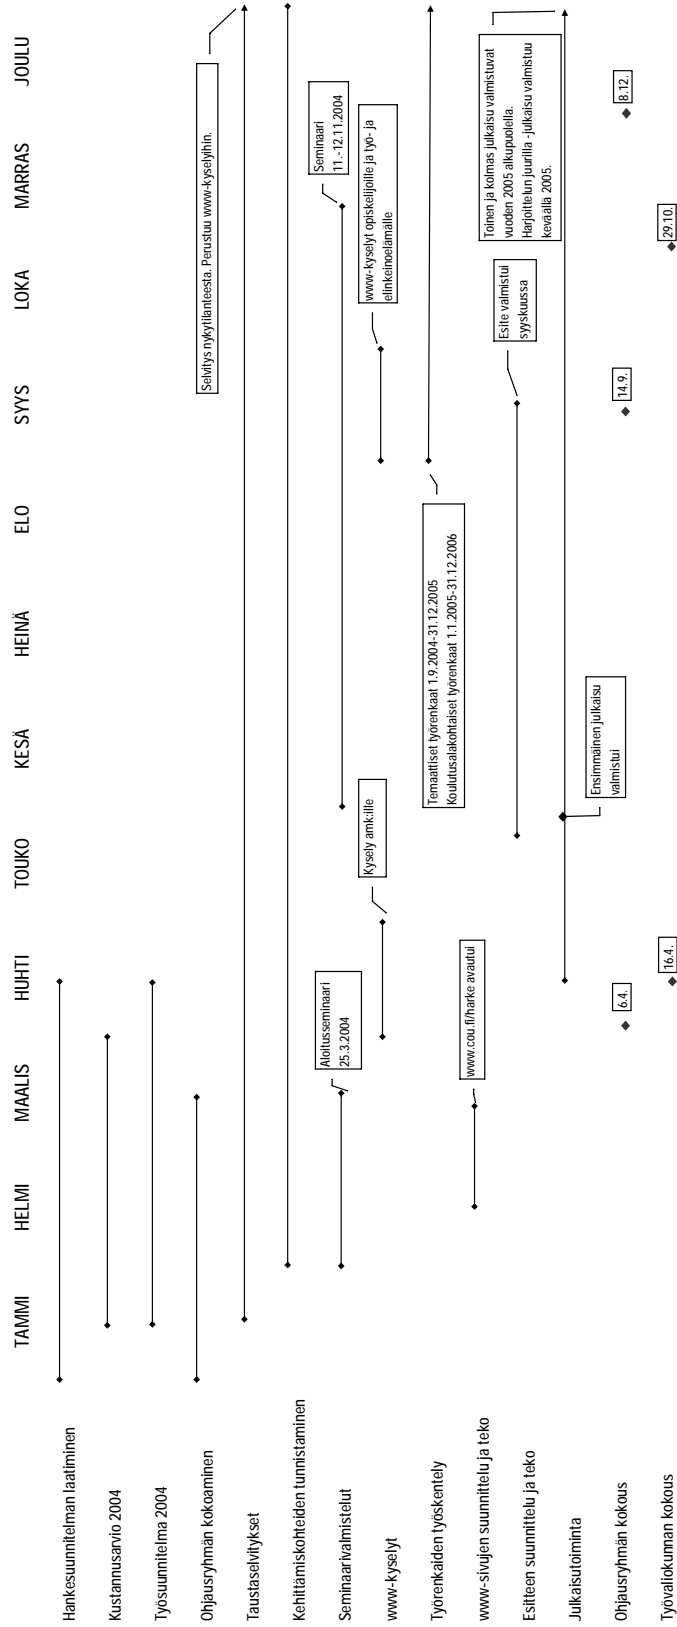 TAMMI HELMI MAALIS HUHTI TOUKO KESÄ HEINÄ ELO SYYS LOKA MARRAS JOULU
Hankesuunnitelman laatiminen
Kustannusarvio 2004
Työsuunnitelma 2004
Ohjausryhmän kokoaminen
Selvitys nykytilanteesta. Perustuu www-kyselyihin.
Taustaselvitykset
Kehittämiskohteiden tunnistaminen
Aloitusseminaari
25.3.2004
Seminaari
11.-12.11.2004
Seminaarivalmistelut
Kysely amk:ille
www-kyselyt opiskelijoille ja työ- ja
elinkeinoelämälle
www-kyselyt
Temaattiset työrenkaat 1.9.2004-31.12.2005
Koulutusalakohtaiset työrenkaat 1.1.2005-31.12.2006
Työrenkaiden työskentely
www.cou.fi/harke avautui
www-sivujen suunnittelu ja teko
Esite valmistui
syyskuussa
Esitteen suunnittelu ja teko
Toinen ja kolmas julkaisu valmistuvat
vuoden 2005 alkupuolella.
Harjoittelun juurilla -julkaisu valmistuu
keväällä 2005.
Julkaisutoiminta
Ensimmäinen julkaisu
valmistui
Ohjausryhmän kokous
6.4. 14.9. 8.12.
Työvaliokunnan kokous
16.4. 29.10.